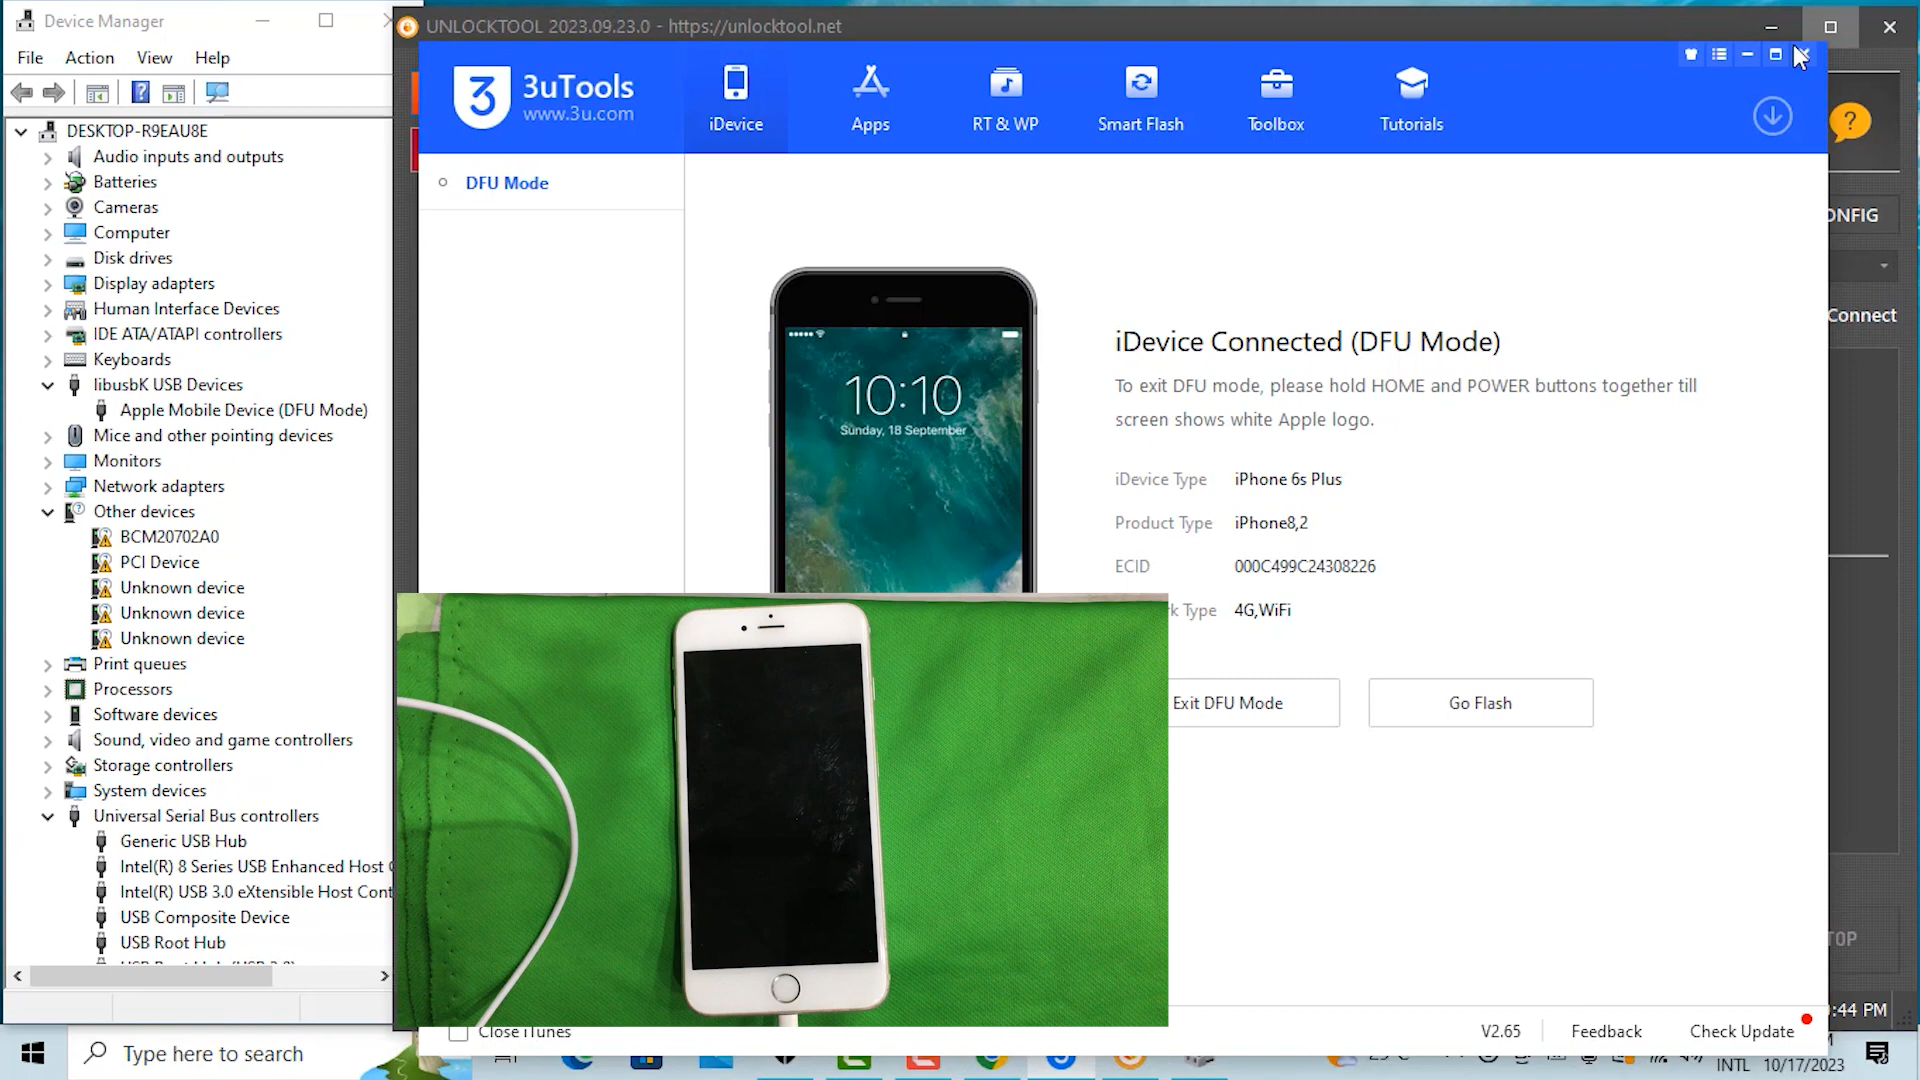 Device Manager
File Action View Help
DESKTOP-R9EAU8E
Audio inputs and outputs
Batteries
Cameras
Computer
Disk drives
Display adapters
Human Interface Devices
IDE ATA/ATAPI controllers
Keyboards
libusbK USB Devices
Apple Mobile Device (DFU Mode)
Mice and other pointing devices
Monitors
Network adapters
Other devices
BCM20702A0
PCI Device
Unknown device
Unknown device
Unknown device
Print queues
Processors
Software devices
Sound, video and game controllers
Storage controllers
System devices
Universal Serial Bus controllers
Generic USB Hub
Intel(R) 8 Series USB Enhanced Host
Intel(R) USB 3.0 eXtensible Host Cont
USB Composite Device
USB Root Hub
UNLOCKTOOL 2023.09.23.0 - https://unlocktool.net
3 3uTools
www.3u.com
iDevice Apps RT & WP Smart Flash Toolbox Tutorials
DFU Mode
10:10
Sunday, 18 September
iDevice Connected (DFU Mode)
To exit DFU mode, please hold HOME and POWER buttons together till
screen shows white Apple logo.
iDevice Type iPhone 6s Plus
Product Type iPhone8,2
ECID 000C499C24308226
rk Type 4G,WiFi
Exit DFU Mode Go Flash
Close iTunes
V2.65 Feedback Check Update
?
ONFIG
Connect
TOP
:44 PM
Type here to search
INTL 10/17/2023